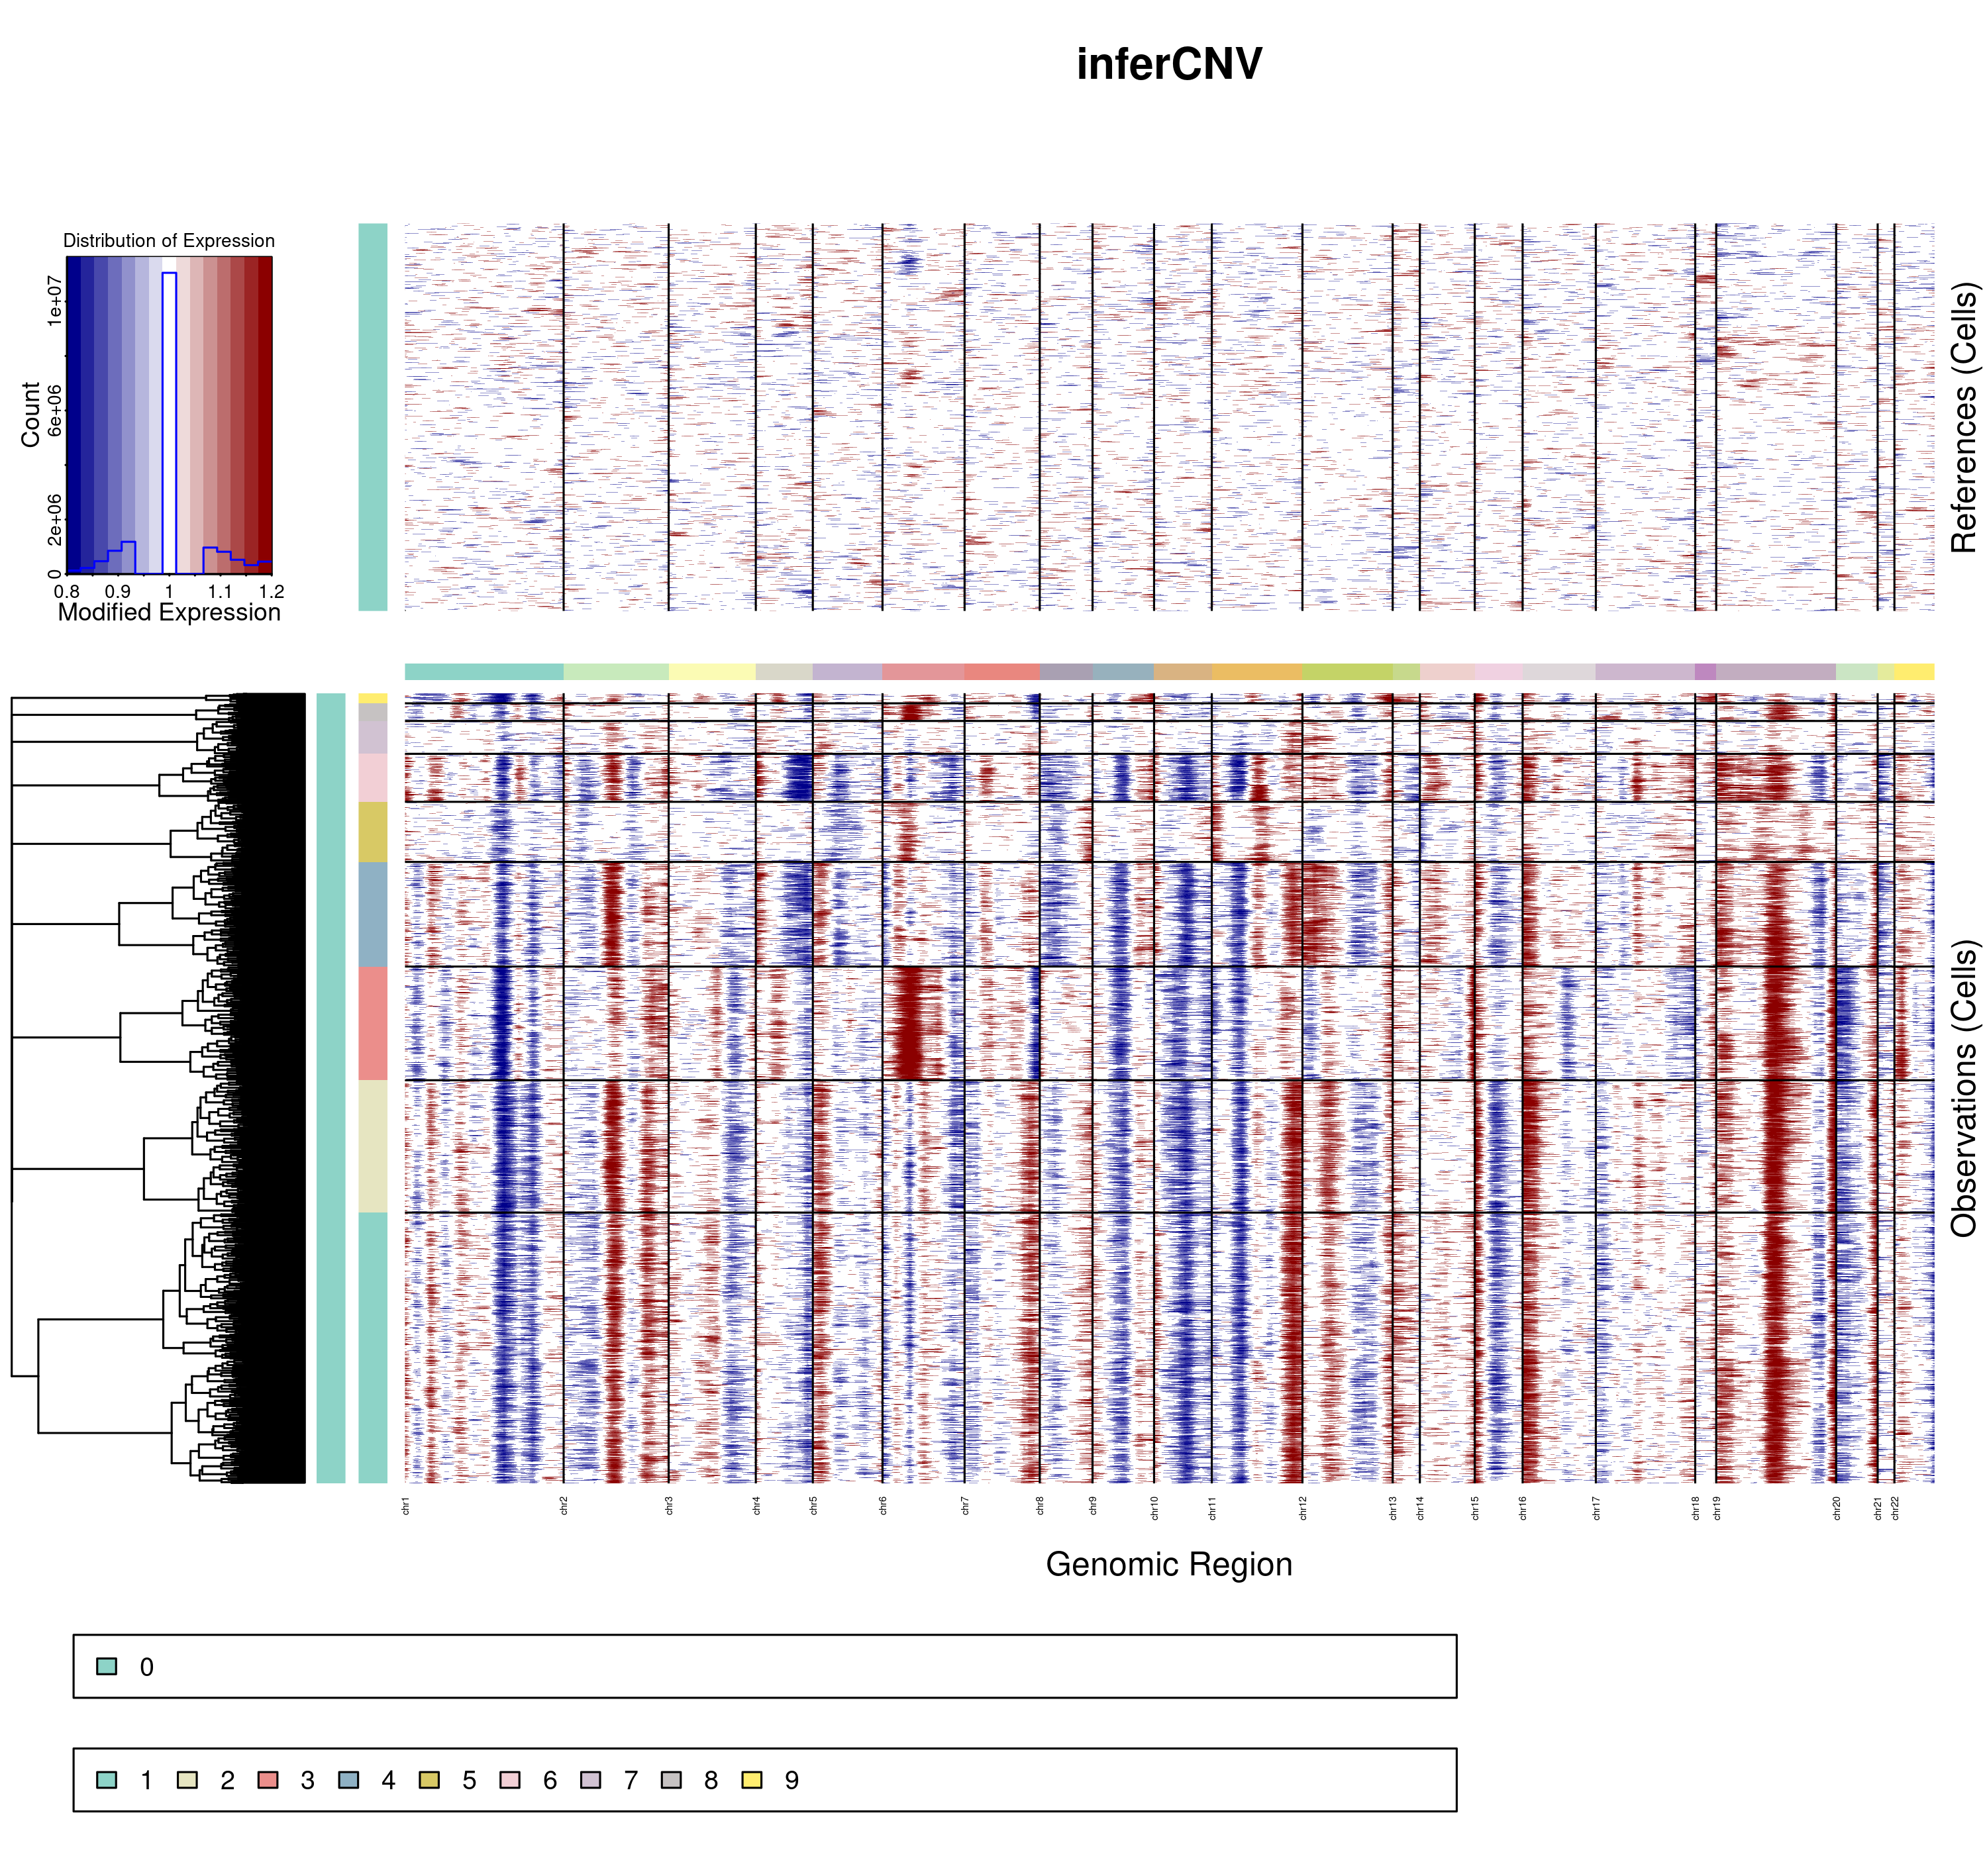 inferCNV
Distribution of Expression
Count
0 2e+06 6e+06 1e+07
0.8 0.9 1 1.1 1.2
Modified Expression
References (Cells)
Observations (Cells)
chr1 chr2 chr3 chr4 chr5 chr6 chr7 chr8 chr9 chr10 chr11 chr12 chr13 chr14 chr15 chr16 chr17 chr18 chr19 chr20 chr21 chr22
Genomic Region
0
1 2 3 4 5 6 7 8 9